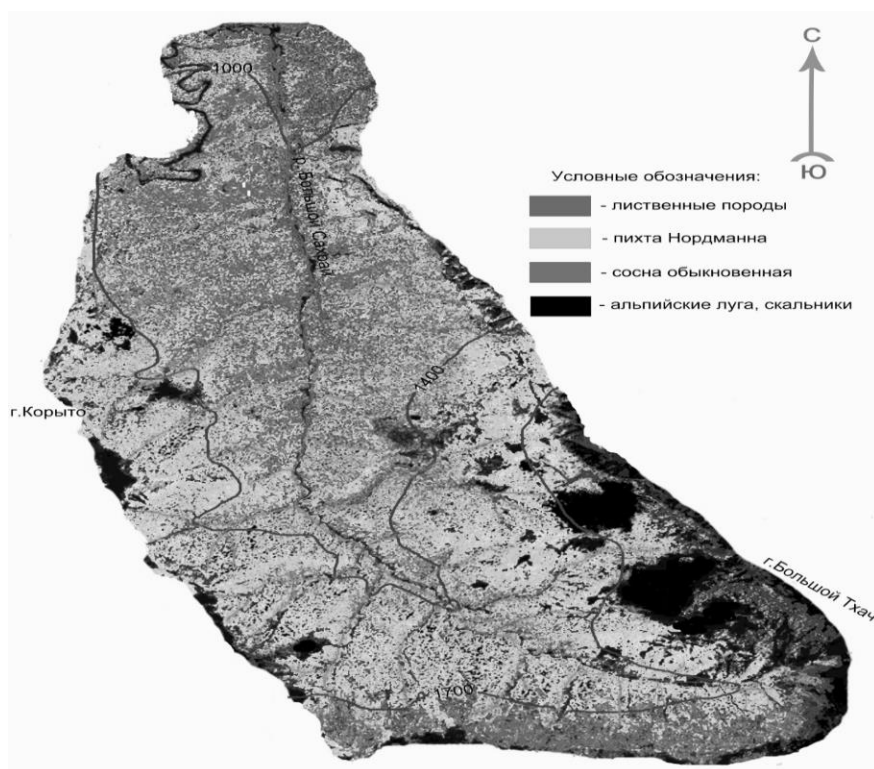 С
Ю
Условные обозначения:
- лиственные породы
- пихта Нордманна
- сосна обыкновенная
- альпийские луга, скальники
1000
р. Большой Сахрай
1400
г.Корыто
г.Большой Тхач
1700